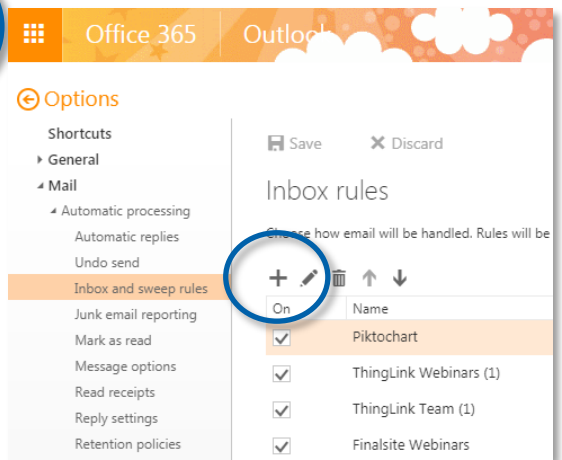 Office 365 Outlook
Options
Shortcuts
General
Mail
Automatic processing
Automatic replies
Undo send
Inbox and sweep rules
Junk email reporting
Mark as read
Message options
Read receipts
Reply settings
Retention policies
Save Discard
Inbox rules
Choose how email will be handled. Rules will be
On Name
Piktochart
ThingLink Webinars (1)
ThingLink Team (1)
Finalsite Webinars